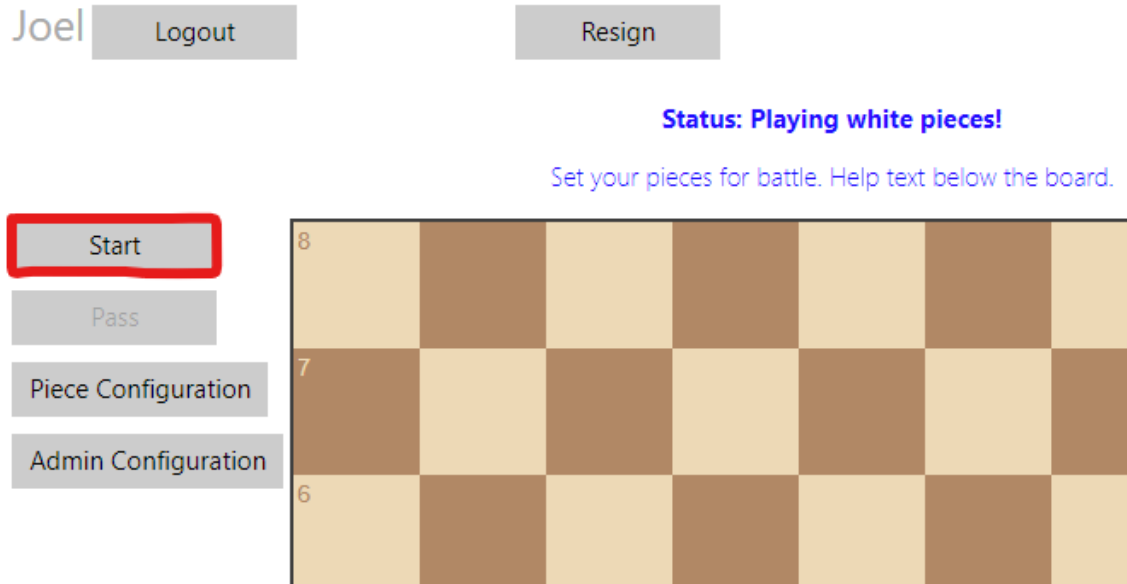 Joel Logout Resign
Status: Playing white pieces!
Set your pieces for battle. Help text below the board.
Start
8
Pass
7
Piece Configuration
Admin Configuration
6